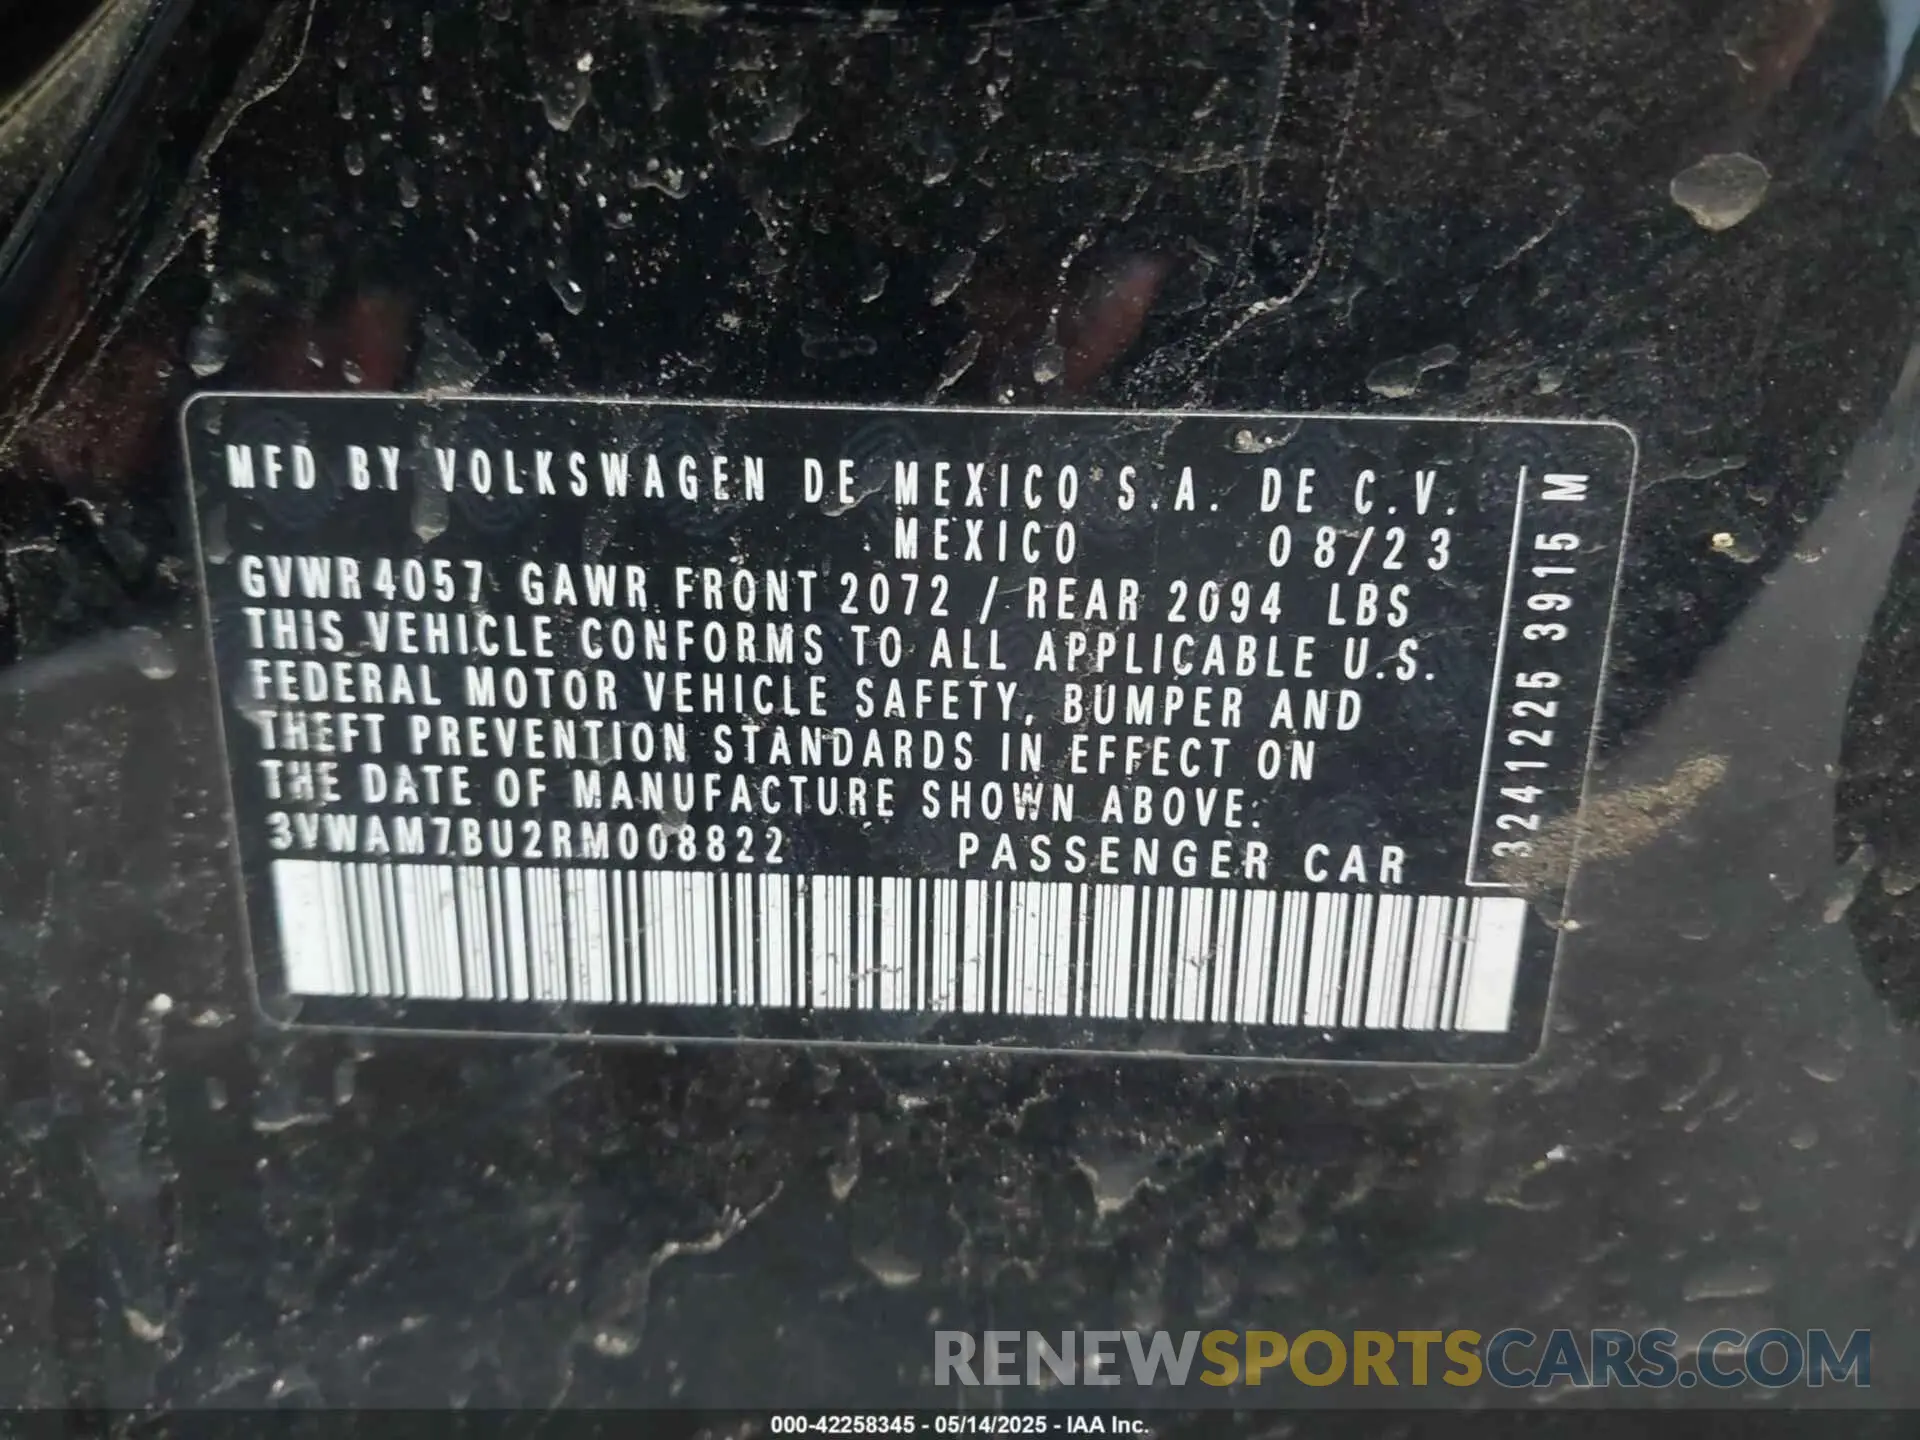 MFD BY VOLKSWAGEN DE MEXICO S.A. DE C.V.
MEXICO 08/23
GVWR 4057 GAWR FRONT 2072 / REAR 2094 LBS
THIS VEHICLE CONFORMS TO ALL APPLICABLE U.S.
FEDERAL MOTOR VEHICLE SAFETY, BUMPER AND
THEFT PREVENTION STANDARDS IN EFFECT ON
THE DATE OF MANUFACTURE SHOWN ABOVE:
3VWAM7BU2RM008822 PASSENGER CAR
3241225 3915 M
RENEWSPORTSCARS.COM
000-42258345 - 05/14/2025 - IAA Inc.